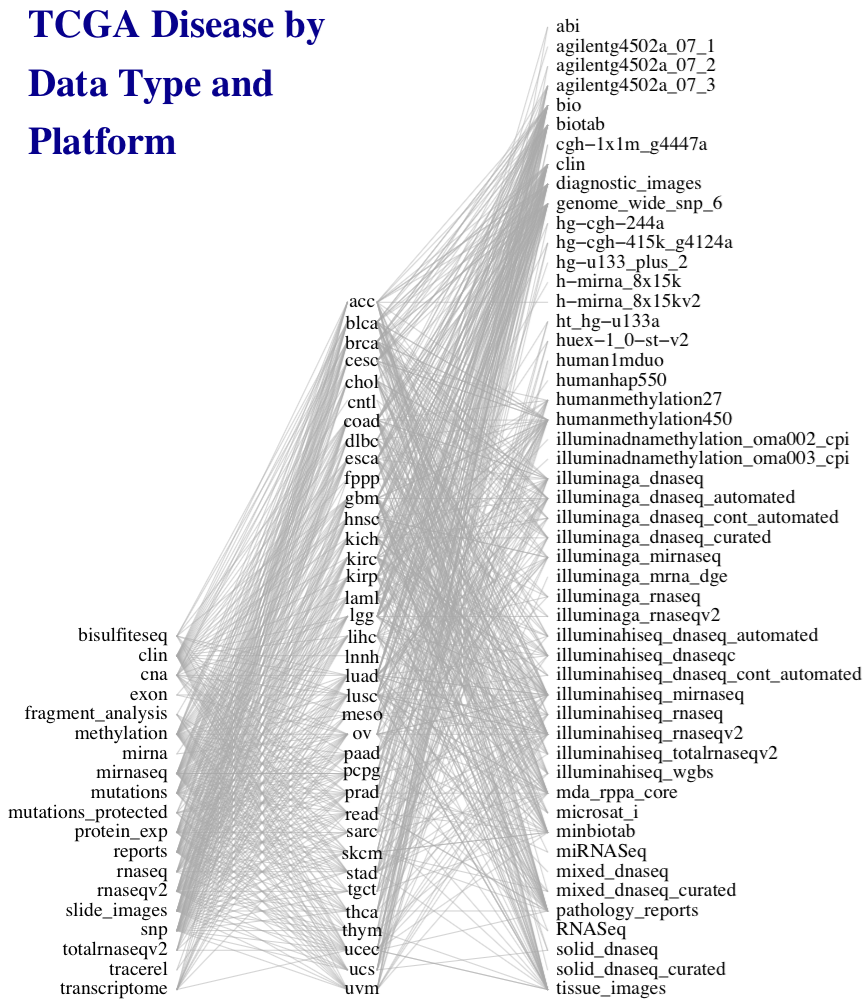 TCGA Disease by
Data Type and
Platform
bisulfiteseq
clin
cna
exon
fragment_analysis
methylation
mirna
mirnaseq
mutations
mutations_protected
protein_exp
reports
rnaseq
rnaseqv2
slide_images
snp
totalrnaseqv2
tracerel
transcriptome
acc
blca
brca
cesc
chol
cntl
coad
dlbc
esca
fppp
gbm
hnsc
kich
kirc
kirp
laml
lgg
lihc
lnnh
luad
lusc
meso
ov
paad
pcpg
prad
read
sarc
skcm
stad
tgct
thca
thym
ucec
ucs
uvm
abi
agilentg4502a_07_1
agilentg4502a_07_2
agilentg4502a_07_3
bio
biotab
cgh−1x1m_g4447a
clin
diagnostic_images
genome_wide_snp_6
hg−cgh−244a
hg−cgh−415k_g4124a
hg−u133_plus_2
h−mirna_8x15k
h−mirna_8x15kv2
ht_hg−u133a
huex−1_0−st−v2
human1mduo
humanhap550
humanmethylation27
humanmethylation450
illuminadnamethylation_oma002_cpi
illuminadnamethylation_oma003_cpi
illuminaga_dnaseq
illuminaga_dnaseq_automated
illuminaga_dnaseq_cont_automated
illuminaga_dnaseq_curated
illuminaga_mirnaseq
illuminaga_mrna_dge
illuminaga_rnaseq
illuminaga_rnaseqv2
illuminahiseq_dnaseq_automated
illuminahiseq_dnaseqc
illuminahiseq_dnaseq_cont_automated
illuminahiseq_mirnaseq
illuminahiseq_rnaseq
illuminahiseq_rnaseqv2
illuminahiseq_totalrnaseqv2
illuminahiseq_wgbs
mda_rppa_core
microsat_i
minbiotab
miRNASeq
mixed_dnaseq
mixed_dnaseq_curated
pathology_reports
RNASeq
solid_dnaseq
solid_dnaseq_curated
tissue_images